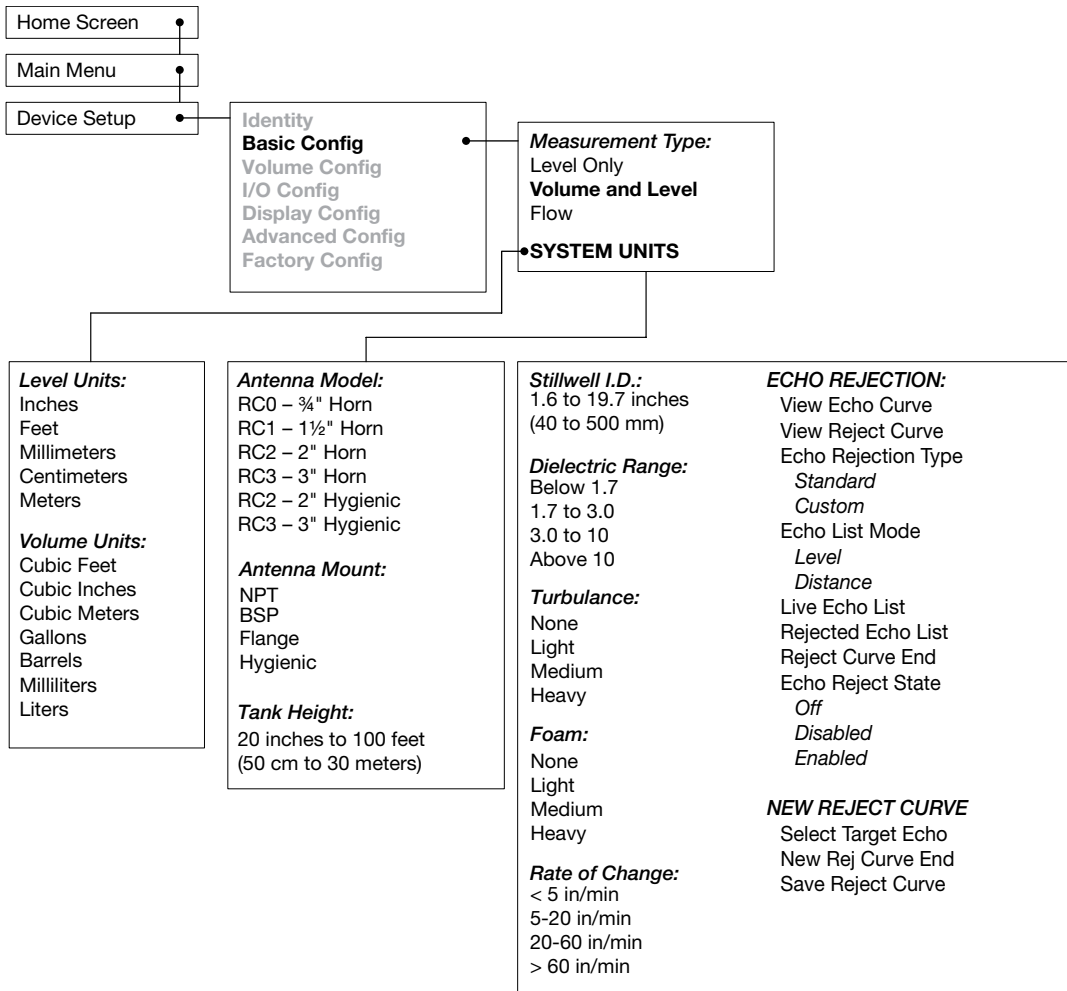 Home Screen
Main Menu
Device Setup
Identity
Basic Config
Volume Config
I/O Config
Display Config
Advanced Config
Factory Config
Measurement Type:
Level Only
Volume and Level
Flow
SYSTEM UNITS
Level Units:
Inches
Feet
Millimeters
Centimeters
Meters
Volume Units:
Cubic Feet
Cubic Inches
Cubic Meters
Gallons
Barrels
Milliliters
Liters
Antenna Model:
RC0 – ¾" Horn
RC1 – 1½" Horn
RC2 – 2" Horn
RC3 – 3" Horn
RC2 – 2" Hygienic
RC3 – 3" Hygienic
Antenna Mount:
NPT
BSP
Flange
Hygienic
Tank Height:
20 inches to 100 feet
(50 cm to 30 meters)
Stillwell I.D.:
1.6 to 19.7 inches
(40 to 500 mm)
Dielectric Range:
Below 1.7
1.7 to 3.0
3.0 to 10
Above 10
Turbulance:
None
Light
Medium
Heavy
Foam:
None
Light
Medium
Heavy
Rate of Change:
< 5 in/min
5-20 in/min
20-60 in/min
> 60 in/min
ECHO REJECTION:
View Echo Curve
View Reject Curve
Echo Rejection Type
Standard
Custom
Echo List Mode
Level
Distance
Live Echo List
Rejected Echo List
Reject Curve End
Echo Reject State
Off
Disabled
Enabled
NEW REJECT CURVE
Select Target Echo
New Rej Curve End
Save Reject Curve